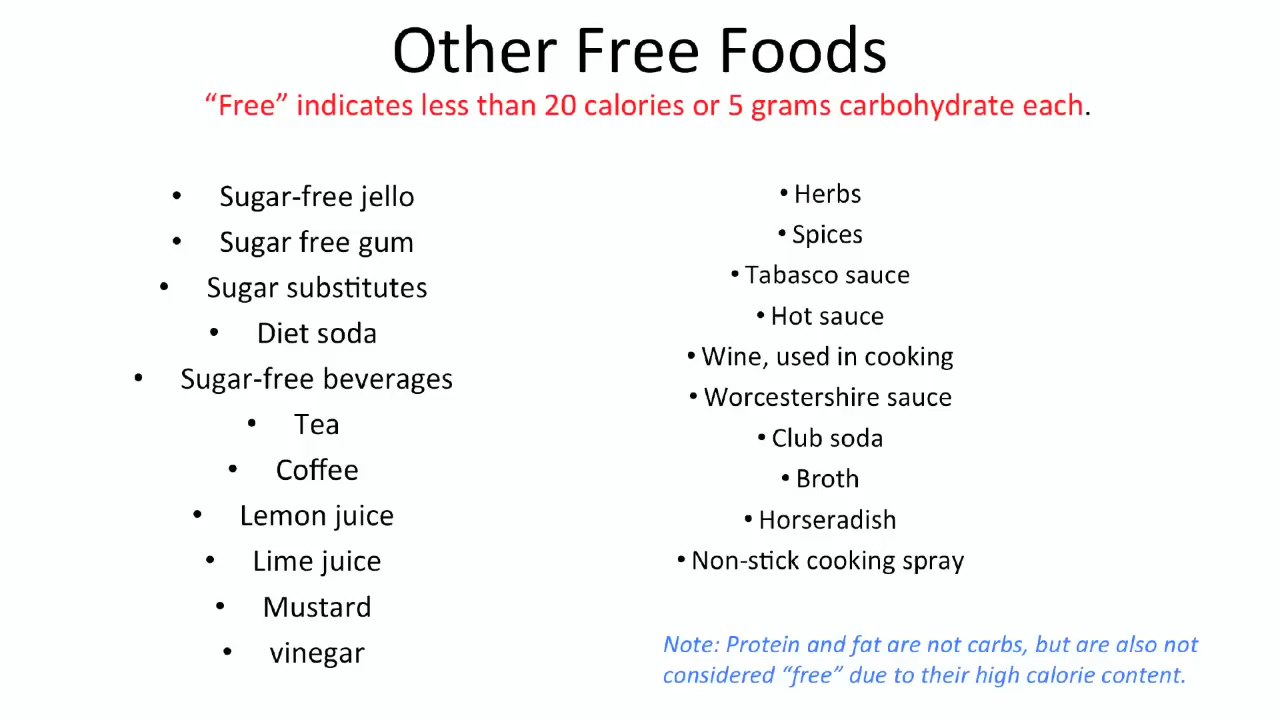 Other Free Foods
“Free” indicates less than 20 calories or 5 grams carbohydrate each.
• Sugar-free jello
• Sugar free gum
• Sugar substitutes
• Diet soda
• Sugar-free beverages
• Tea
• Coffee
• Lemon juice
• Lime juice
• Mustard
• vinegar
• Herbs
• Spices
• Tabasco sauce
• Hot sauce
• Wine, used in cooking
• Worcestershire sauce
• Club soda
• Broth
• Horseradish
• Non-stick cooking spray
Note: Protein and fat are not carbs, but are also not
considered “free” due to their high calorie content.